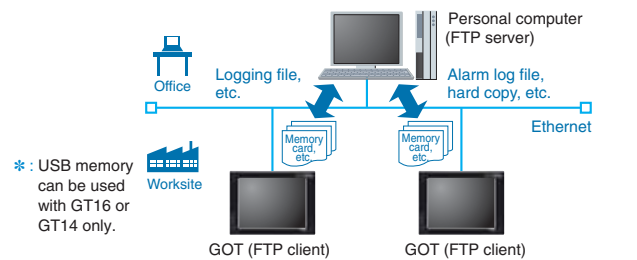 Personal computer
(FTP server)
Office
Logging file,
etc.
Alarm log file,
hard copy, etc.
Ethernet
Memory
card,
etc.
Memory
card,
etc.
✻ : USB memory
can be used
with GT16 or
GT14 only.
Worksite
GOT (FTP client)
GOT (FTP client)